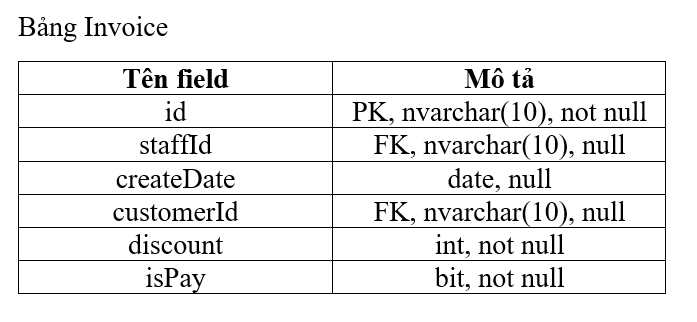 Bảng Invoice
Tên field Mô tả
id PK, nvarchar(10), not null
staffId FK, nvarchar(10), null
createDate date, null
customerId FK, nvarchar(10), null
discount int, not null
isPay bit, not null